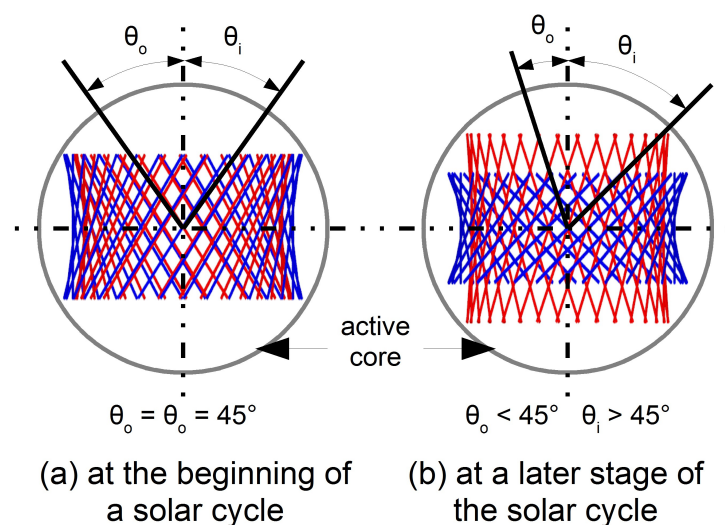 θo θi
θo θi
active
core
θo = θo = 45°
θo < 45° θi > 45°
(a) at the beginning of
a solar cycle
(b) at a later stage of
the solar cycle